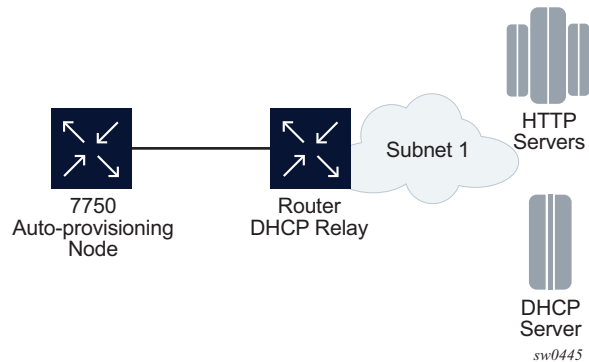 HTTP
Servers
Subnet 1
7750
Auto-provisioning
Node
Router
DHCP Relay
DHCP
Server
sw0445